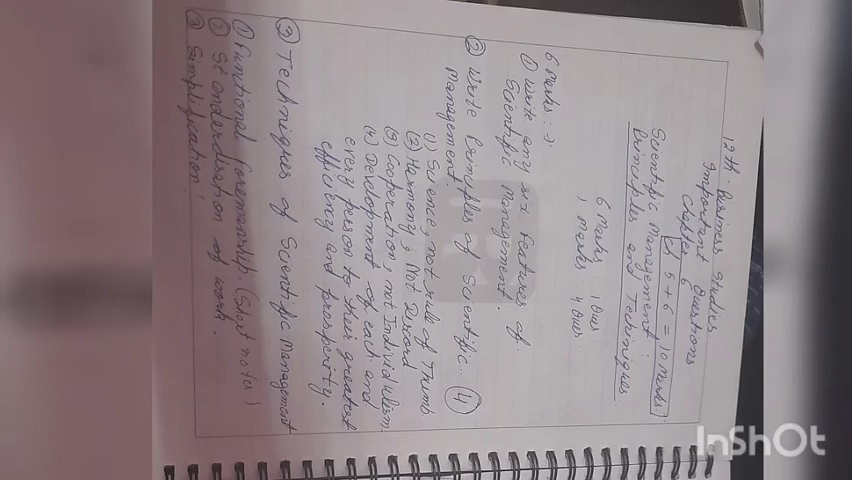 12th Business Studies
Important Questions.
Chapter 6
Ch 5+6 = 10 Marks
Scientific Management:
Principles and Techniques.
6 Marks 1 Que
1 marks 4 Que
6 Marks :→
① Write any six features of
Scientific Management.
② Write Principles of Scientific ④
Management.
(1) Science, not rule of Thumb
(2) Harmony, Not Discord
(3) Cooperation, not Individulism.
(4) Development of each and
every person to their greatest
efficiency and prosperity.
③ Techniques of Scientific Management
① Functional foremanship (Short notes)
② Standerdisation of work.
③ Simplification!
InShOt